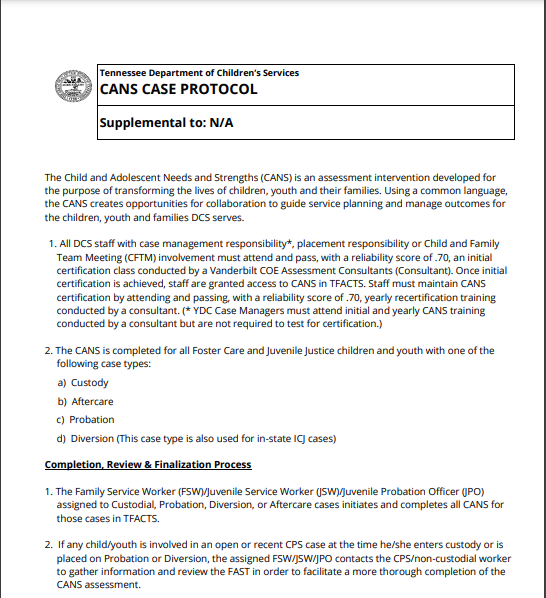 Tennessee Department of Children's Services
CANS CASE PROTOCOL
Supplemental to: N/A
The Child and Adolescent Needs and Strengths (CANS) is an assessment intervention developed for
the purpose of transforming the lives of children, youth and their families. Using a common language,
the CANS creates opportunities for collaboration to guide service planning and manage outcomes for
the children, youth and families DCS serves.
1. All DCS staff with case management responsibility*, placement responsibility or Child and Family
Team Meeting (CFTM) involvement must attend and pass, with a reliability score of .70, an initial
certification class conducted by a Vanderbilt COE Assessment Consultants (Consultant). Once initial
certification is achieved, staff are granted access to CANS in TFACTS. Staff must maintain CANS
certification by attending and passing, with a reliability score of .70, yearly recertification training
conducted by a consultant. (* YDC Case Managers must attend initial and yearly CANS training
conducted by a consultant but are not required to test for certification.)
2. The CANS is completed for all Foster Care and Juvenile Justice children and youth with one of the
following case types:
a) Custody
b) Aftercare
c) Probation
d) Diversion (This case type is also used for in-state ICJ cases)
Completion, Review & Finalization Process
1. The Family Service Worker (FSW)/Juvenile Service Worker (JSW)/Juvenile Probation Officer (JPO)
assigned to Custodial, Probation, Diversion, or Aftercare cases initiates and completes all CANS for
those cases in TFACTS.
2. If any child/youth is involved in an open or recent CPS case at the time he/she enters custody or is
placed on Probation or Diversion, the assigned FSW/JSW/JPO contacts the CPS/non-custodial worker
to gather information and review the FAST in order to facilitate a more thorough completion of the
CANS assessment.